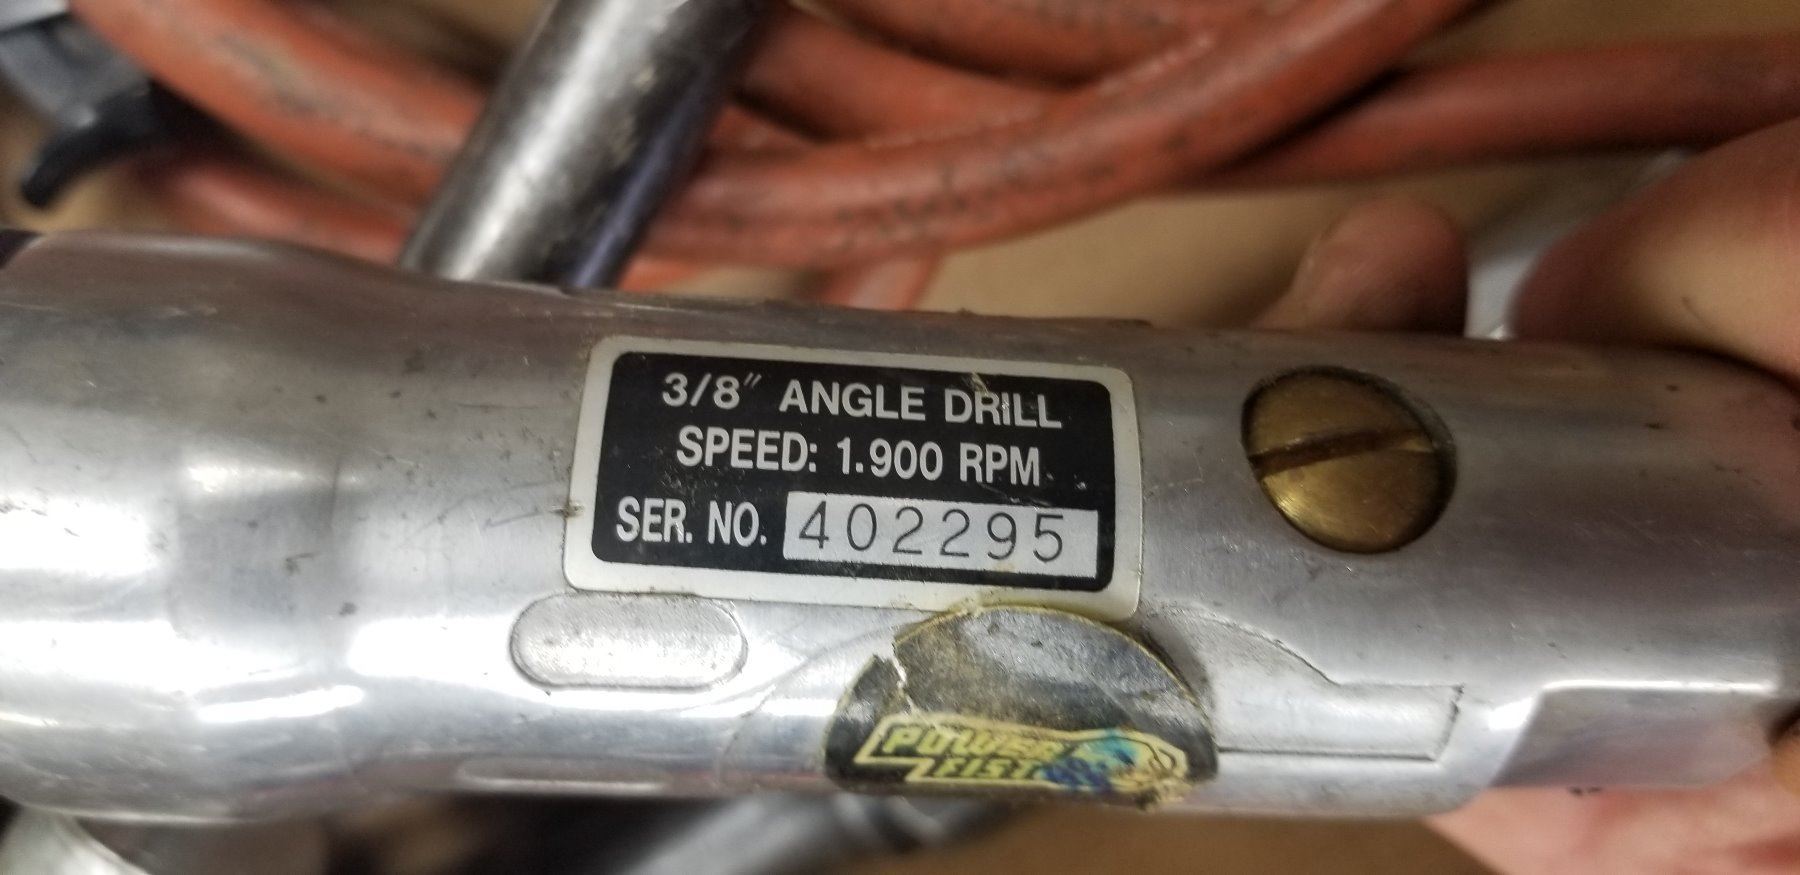 3/8" ANGLE DRILL
SPEED: 1.900 RPM
SER. NO. 402295
POWER
FIST